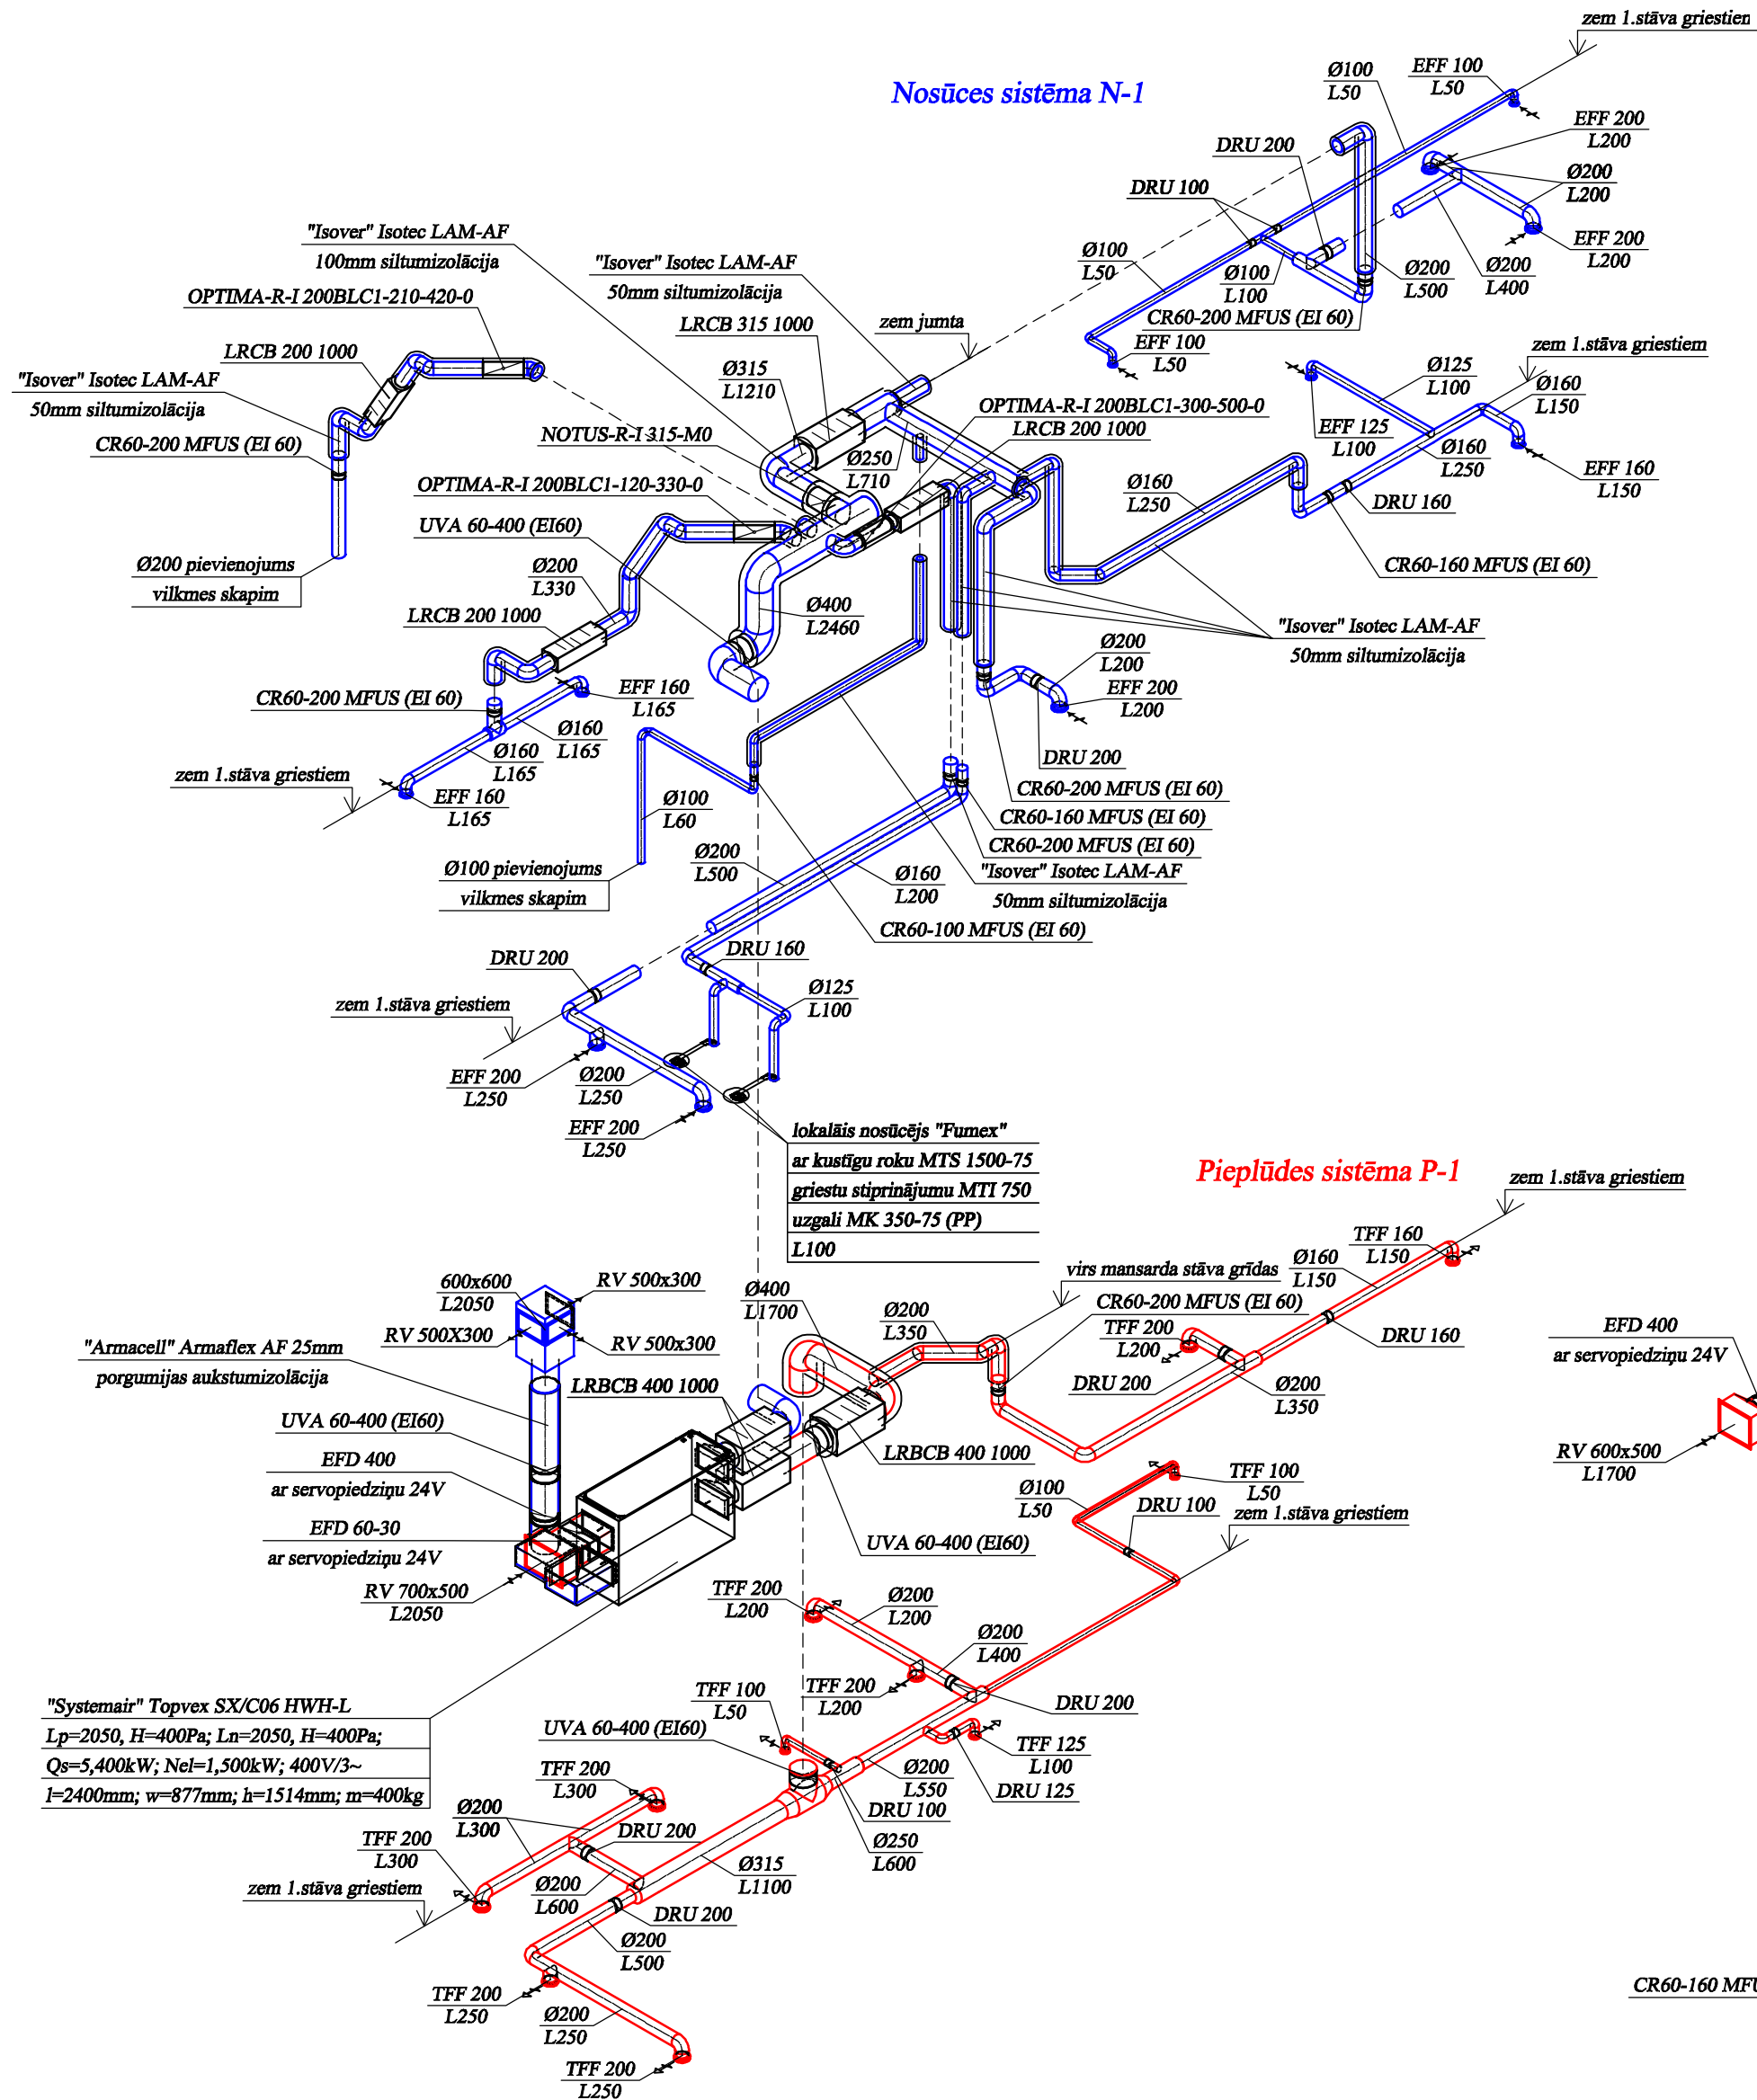 zem 1.stāva griestien
Nosūces sistēma N-1
Ø100
L50
EFF 100
L50
EFF 200
L200
DRU 200
Ø200
L200
DRU 100
"Isover" Isotec LAM-AF
100mm siltumizolācija
"Isover" Isotec LAM-AF
50mm siltumizolācija
Ø100
L50
Ø100
L100
Ø200
L500
Ø200
L400
EFF 200
L200
OPTIMA-R-I 200BLC1-210-420-0
LRCB 315 1000
zem jumta
CR60-200 MFUS (EI 60)
EFF 100
L50
zem 1.stāva griestiem
LRCB 200 1000
Ø315
L1210
Ø125
L100
Ø160
L150
"Isover" Isotec LAM-AF
50mm siltumizolācija
OPTIMA-R-I 200BLC1-300-500-0
LRCB 200 1000
CR60-200 MFUS (EI 60)
NOTUS-R-I 315-M0
Ø250
L710
EFF 125
L100
Ø160
L250
EFF 160
L150
OPTIMA-R-I 200BLC1-120-330-0
Ø160
L250
DRU 160
UVA 60-400 (EI60)
CR60-160 MFUS (EI 60)
Ø200 pievienojums
vilkmes skapim
Ø200
L330
LRCB 200 1000
Ø400
L2460
"Isover" Isotec LAM-AF
50mm siltumizolācija
Ø200
L200
CR60-200 MFUS (EI 60)
EFF 160
L165
EFF 200
L200
Ø160
L165
Ø160
L165
DRU 200
zem 1.stāva griestiem
EFF 160
L165
Ø100
L60
CR60-200 MFUS (EI 60)
CR60-160 MFUS (EI 60)
CR60-200 MFUS (EI 60)
Ø200
L500
Ø160
L200
Ø100 pievienojums
vilkmes skapim
"Isover" Isotec LAM-AF
50mm siltumizolācija
CR60-100 MFUS (EI 60)
DRU 200
DRU 160
zem 1.stāva griestiem
Ø125
L100
EFF 200
L250
Ø200
L250
EFF 200
L250
lokalāis nosūcējs "Fumex"
ar kustīgu roku MTS 1500-75
griestu stiprinājumu MTI 750
uzgali MK 350-75 (PP)
L100
Pieplūdes sistēma P-1
zem 1.stāva griestiem
TFF 160
L150
Ø160
L150
virs mansarda stāva grīdas
600x600
L2050
RV 500x300
Ø400
L1700
Ø200
L350
CR60-200 MFUS (EI 60)
RV 500X300
RV 500x300
TFF 200
L200
DRU 160
EFD 400
ar servopiedziņu 24V
"Armacell" Armaflex AF 25mm
porgumijas aukstumizolācija
LRBCB 400 1000
DRU 200
Ø200
L350
UVA 60-400 (EI60)
EFD 400
ar servopiedziņu 24V
LRBCB 400 1000
RV 600x500
L1700
TFF 100
L50
Ø100
L50
DRU 100
zem 1.stāva griestiem
EFD 60-30
ar servopiedziņu 24V
UVA 60-400 (EI60)
RV 700x500
L2050
TFF 200
L200
Ø200
L200
Ø200
L400
TFF 100
L50
TFF 200
L200
DRU 200
"Systemair" Topvex SX/C06 HWH-L
Lp=2050, H=400Pa; Ln=2050, H=400Pa;
Qs=5,400kW; Nel=1,500kW; 400V/3~
l=2400mm; w=877mm; h=1514mm; m=400kg
UVA 60-400 (EI60)
TFF 125
L100
TFF 200
L300
Ø200
L550
DRU 125
DRU 100
Ø200
L300
DRU 200
Ø250
L600
TFF 200
L300
Ø315
L1100
zem 1.stāva griestiem
Ø200
L600
DRU 200
Ø200
L500
TFF 200
L250
Ø200
L250
CR60-160 MFU
TFF 200
L250